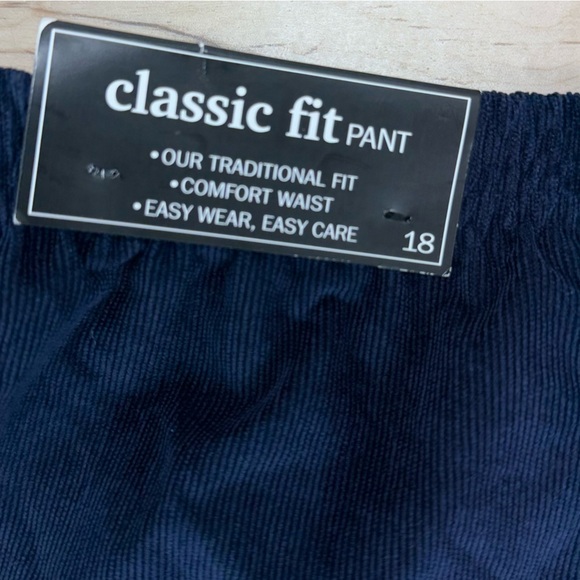 classic fit PANT
•OUR TRADITIONAL FIT
•COMFORT WAIST
•EASY WEAR, EASY CARE
18